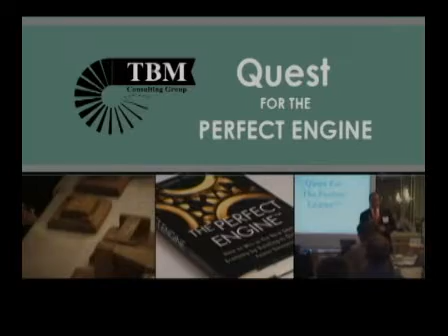 TBM
Consulting Group
Quest
FOR THE
PERFECT ENGINE
THE PERFECT
ENGINE
Quest For
The Perfect
Engine